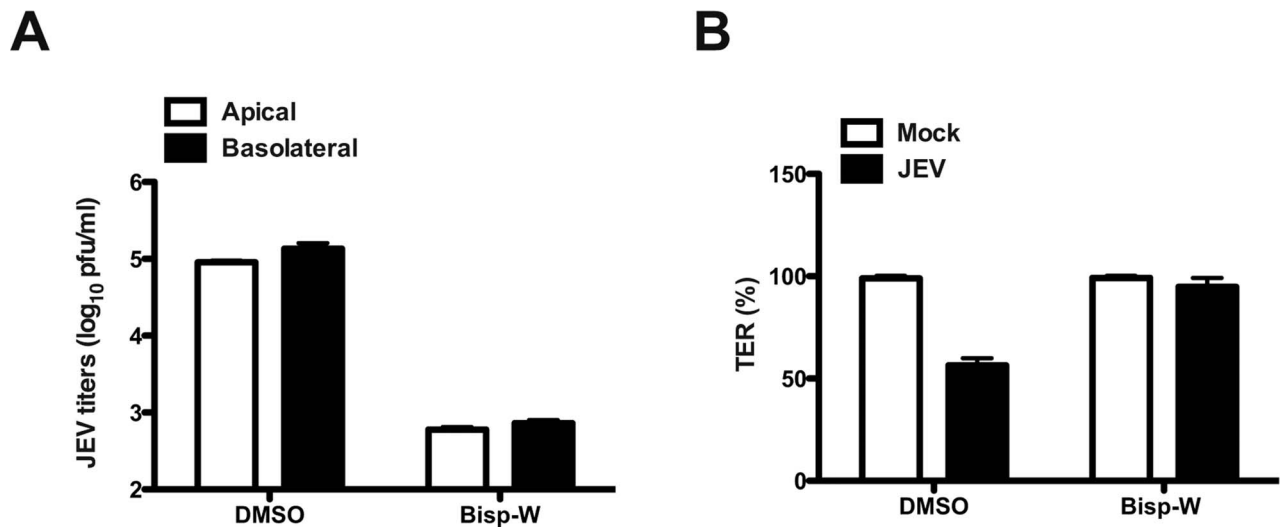 A
Apical
Basolateral
JEV titers (log10 pfu/ml)
6
5
4
3
2
DMSO
Bisp-W
B
Mock
JEV
TER (%)
150
100
50
0
DMSO
Bisp-W